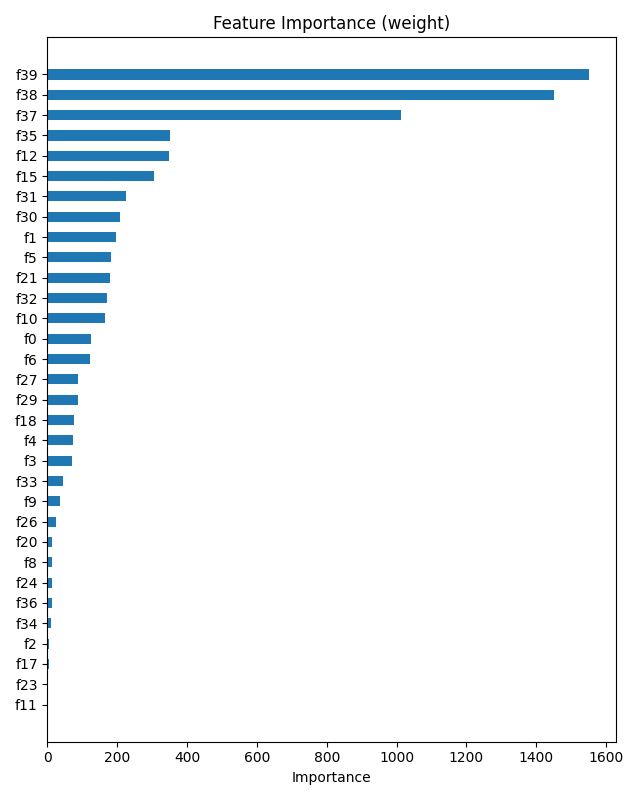 Feature Importance (weight)
f39
f38
f37
f35
f12
f15
f31
f30
f1
f5
f21
f32
f10
f0
f6
f27
f29
f18
f4
f3
f33
f9
f26
f20
f8
f24
f36
f34
f2
f17
f23
f11
0 200 400 600 800 1000 1200 1400 1600
Importance